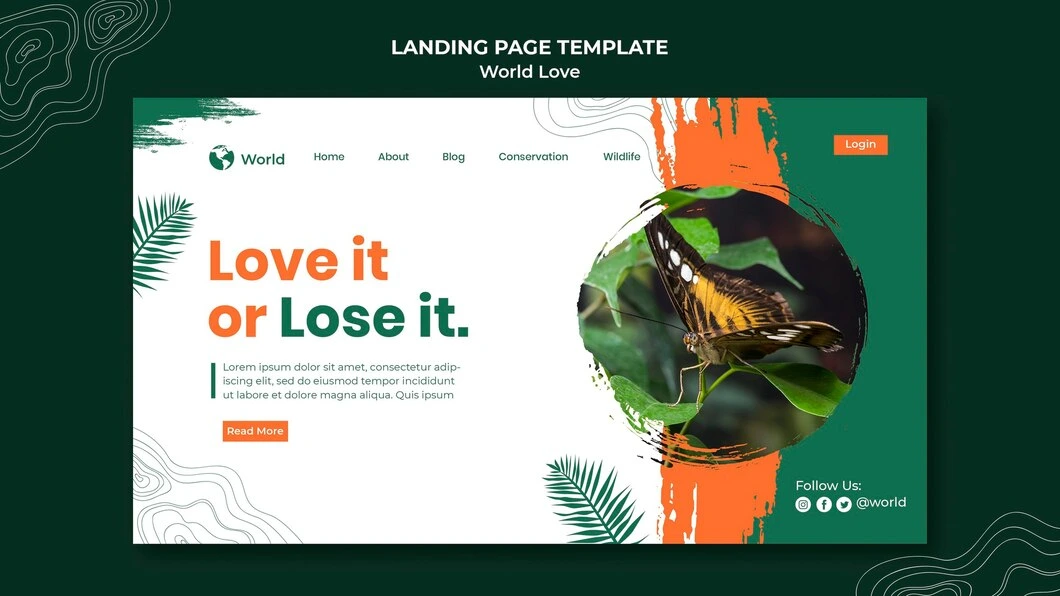 LANDING PAGE TEMPLATE
World Love
World
Home About Blog Conservation Wildlife
Login
Love it
or Lose it.
Lorem ipsum dolor sit amet, consectetur adip-
iscing elit, sed do eiusmod tempor incididunt
ut labore et dolore magna aliqua. Quis ipsum
Read More
Follow Us:
@world